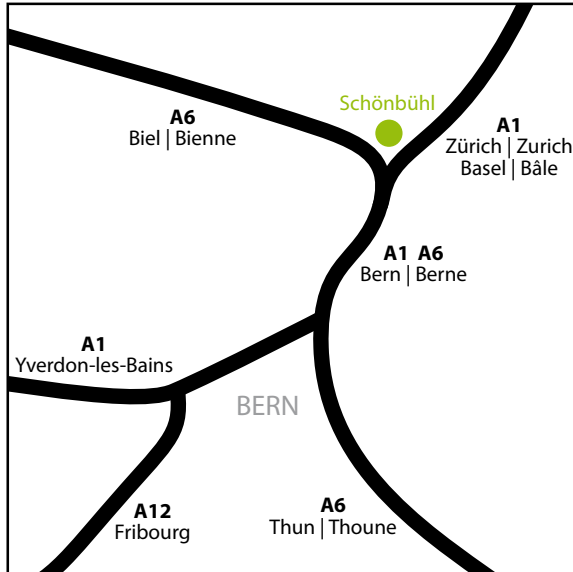 Schönbühl
A6
Biel | Bienne
A1
Zürich | Zurich
Basel | Bâle
A1 A6
Bern | Berne
A1
Yverdon-les-Bains
BERN
A12
Fribourg
A6
Thun | Thoune